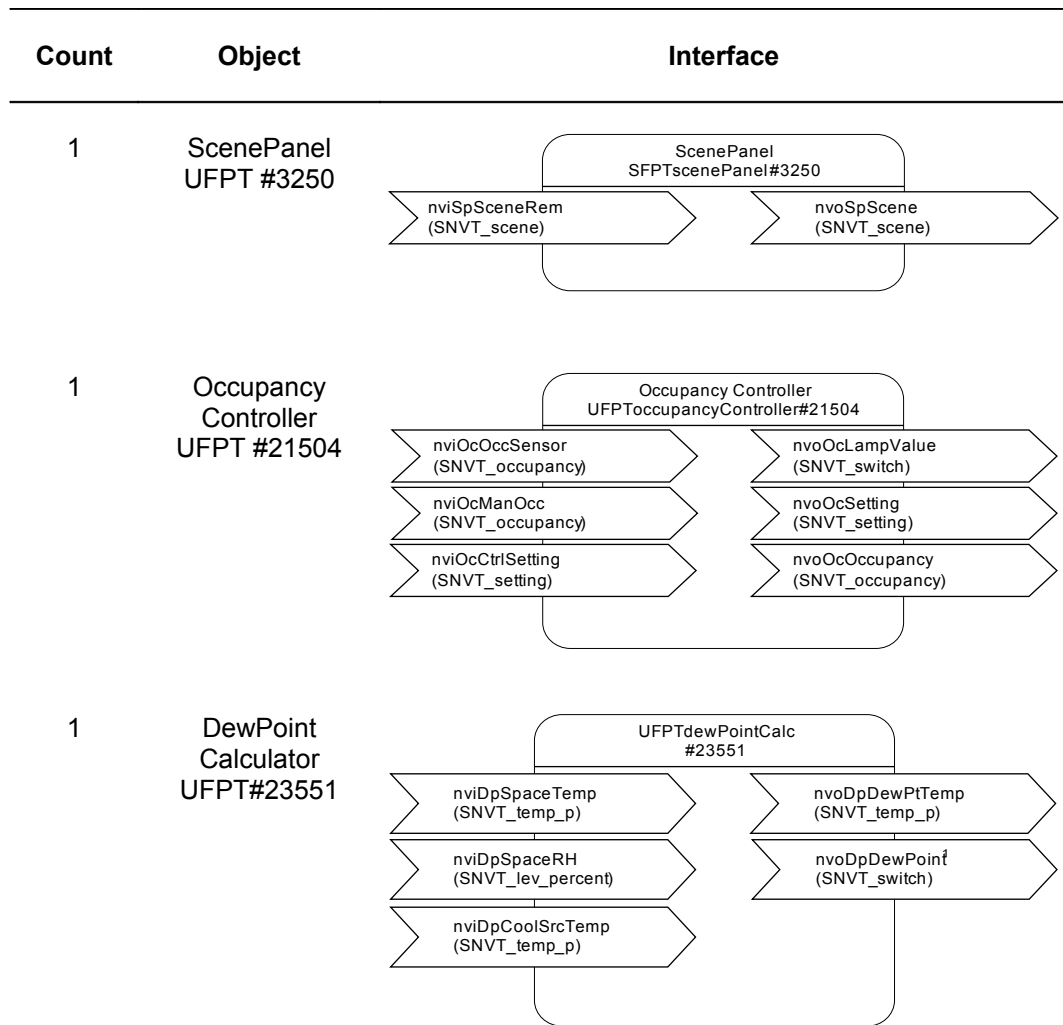 Count Object Interface
1
ScenePanel
UFPT #3250
ScenePanel
SFPTscenePanel#3250
nviSpSceneRem
(SNVT_scene)
nvoSpScene
(SNVT_scene)
1
Occupancy
Controller
UFPT #21504
Occupancy Controller
UFPToccupancyController#21504
nviOcOccSensor
(SNVT_occupancy)
nvoOcLampValue
(SNVT_switch)
nviOcManOcc
(SNVT_occupancy)
nvoOcSetting
(SNVT_setting)
nviOcCtrlSetting
(SNVT_setting)
nvoOcOccupancy
(SNVT_occupancy)
1
DewPoint
Calculator
UFPT#23551
UFPTdewPointCalc
#23551
nviDpSpaceTemp
(SNVT_temp_p)
nvoDpDewPtTemp
(SNVT_temp_p)
nviDpSpaceRH
(SNVT_lev_percent)
nvoDpDewPoint1
(SNVT_switch)
nviDpCoolSrcTemp
(SNVT_temp_p)